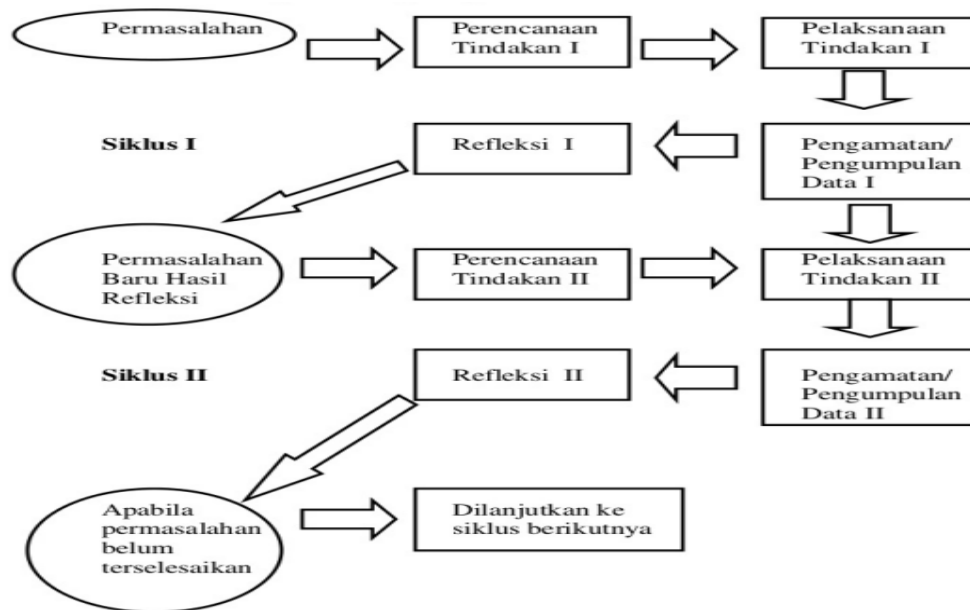 Permasalahan
Perencanaan
Tindakan I
Pelaksanaan
Tindakan I
Siklus I
Refleksi I
Pengamatan/
Pengumpulan
Data I
Permasalahan
Baru Hasil
Refleksi
Perencanaan
Tindakan II
Pelaksanaan
Tindakan II
Siklus II
Refleksi II
Pengamatan/
Pengumpulan
Data II
Apabila
permasalahan
belum
terselesaikan
Dilanjutkan ke
siklus berikutnya